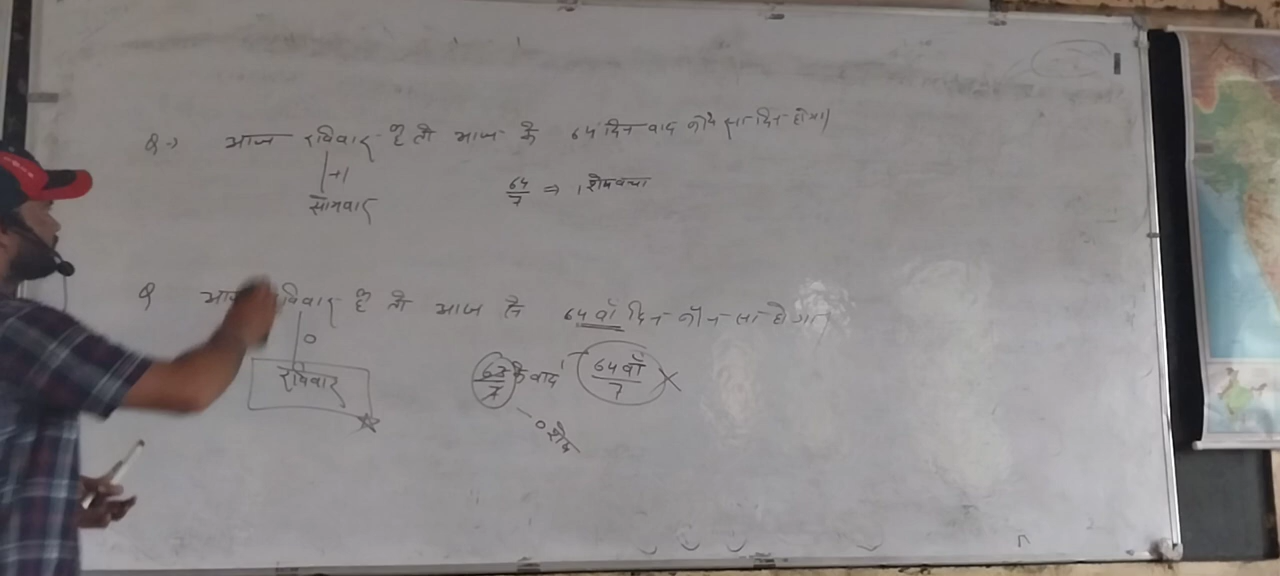 Q → आज रविवार है तो आज के 64 दिन बाद कौन सा दिन होगा
+1
सोमवार
64/7 ⇒ 1 शेष बचा
Q आज रविवार है तो आज से 64 वाँ दिन कौन सा होगा
0
रविवार
63/7 के बाद 64 वाँ/7 ×
0 शेष